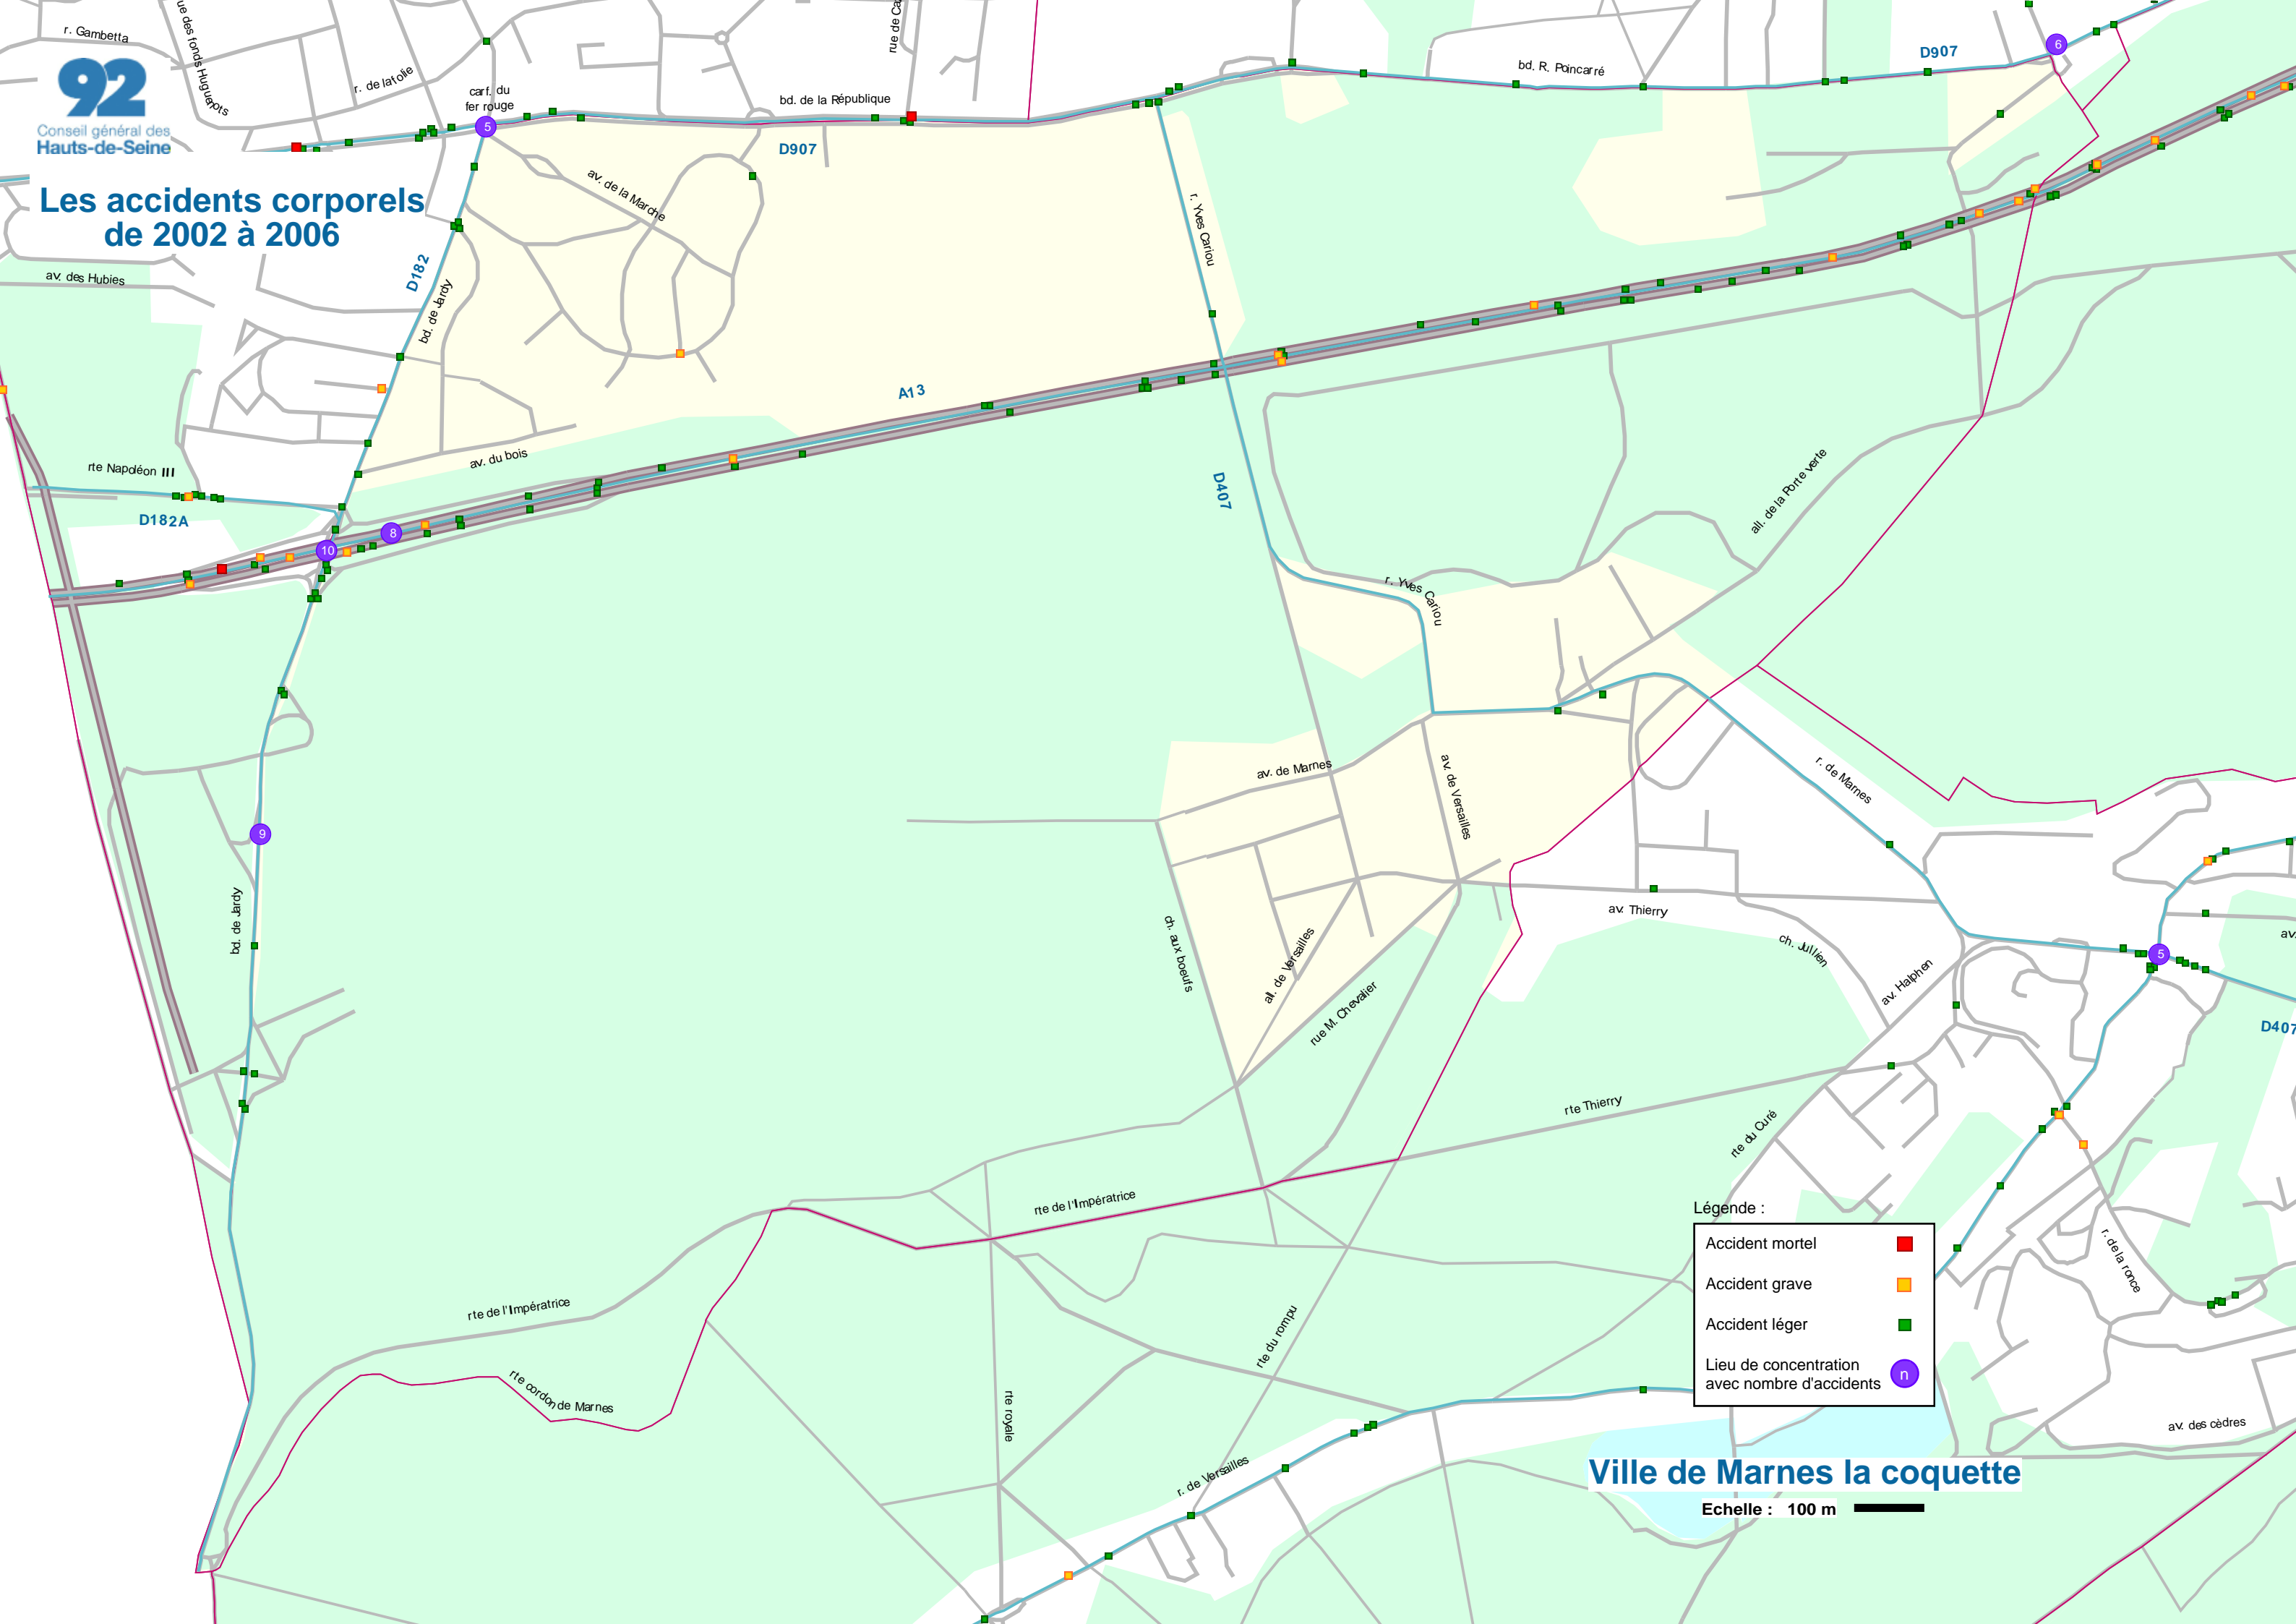 r. Gambetta
rue des fonds Huguenots
r. de la folie
92
Conseil général des
Hauts-de-Seine
Les accidents corporels
de 2002 à 2006
carf. du
fer rouge
5
bd. de la République
D907
bd. R. Poincarré
D907
6
av. des Hubies
D182
bd. de Jardy
av. de la Marche
r. Yves Cariou
A13
av. du bois
rte Napoléon III
D182A
8
10
D407
all. de la Porte verte
r. Yves Cariou
av. de Marnes
av. de Versailles
r. de Marnes
9
bd. de Jardy
ch. aux boeufs
all. de Versailles
rue M. Chevalier
av. Thierry
ch. Jullien
av. Halphen
5
av.
D407
rte Thierry
rte du Curé
rte de l'Impératrice
rte de l'Impératrice
rte cordon de Marnes
rte royale
rte du rompu
r. de Versailles
r. de la ronce
av. des cèdres
Légende :
Accident mortel
Accident grave
Accident léger
Lieu de concentration
avec nombre d'accidents
n
Ville de Marnes la coquette
Echelle : 100 m